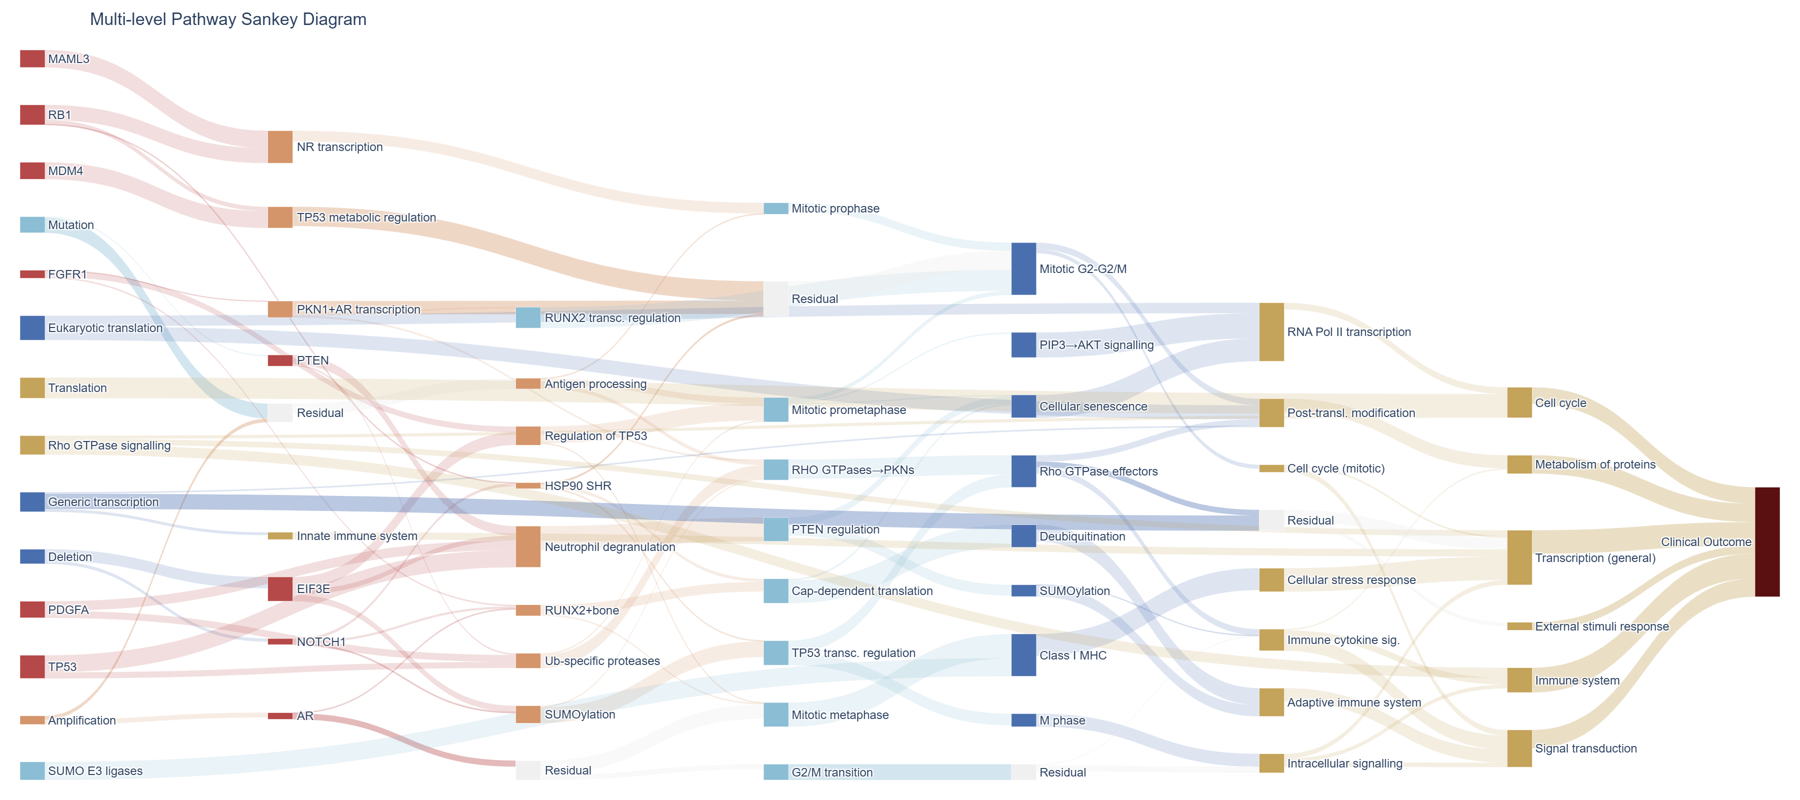 Multi-level Pathway Sankey Diagram
MAML3
RB1
MDM4
Mutation
FGFR1
Eukaryotic translation
Translation
Rho GTPase signalling
Generic transcription
Deletion
PDGFA
TP53
Amplification
SUMO E3 ligases
NR transcription
TP53 metabolic regulation
PKN1+AR transcription
PTEN
Residual
Innate immune system
EIF3E
NOTCH1
AR
RUNX2 transc. regulation
Antigen processing
Regulation of TP53
HSP90 SHR
Neutrophil degranulation
RUNX2+bone
Ub-specific proteases
SUMOylation
Residual
Mitotic prophase
Residual
Mitotic prometaphase
RHO GTPases→PKNs
PTEN regulation
Cap-dependent translation
TP53 transc. regulation
Mitotic metaphase
G2/M transition
Mitotic G2-G2/M
PIP3→AKT signalling
Cellular senescence
Rho GTPase effectors
Deubiquitination
SUMOylation
Class I MHC
M phase
Residual
RNA Pol II transcription
Post-transl. modification
Cell cycle (mitotic)
Residual
Cellular stress response
Immune cytokine sig.
Adaptive immune system
Intracellular signalling
Cell cycle
Metabolism of proteins
Transcription (general)
External stimuli response
Immune system
Signal transduction
Clinical Outcome